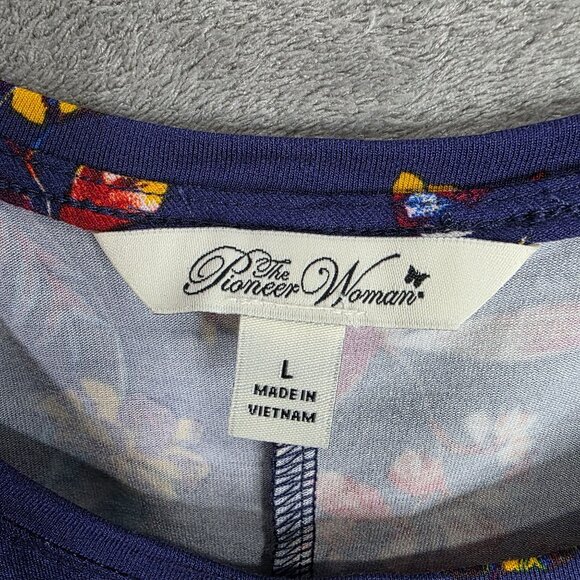 The
Pioneer Woman
L
MADE IN
VIETNAM